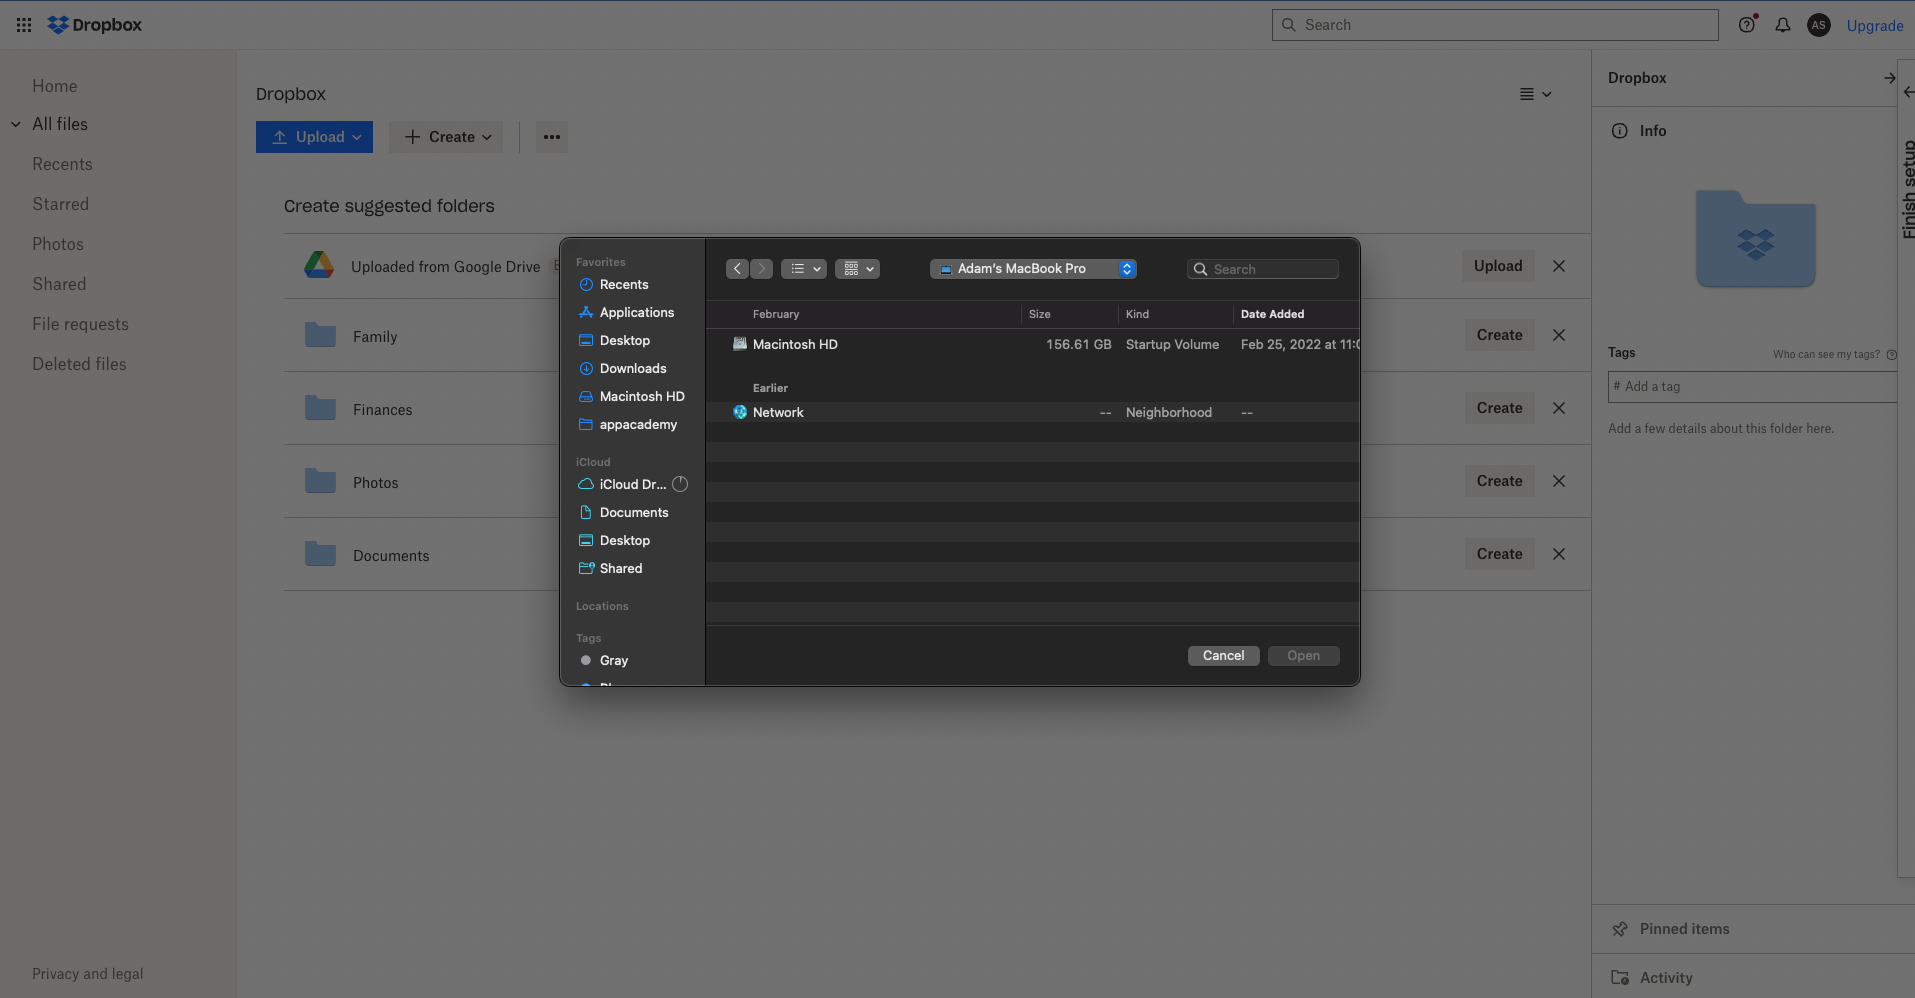 Dropbox
Search
AS
Upgrade
Home
All files
Recents
Starred
Photos
Shared
File requests
Deleted files
Privacy and legal
Dropbox
Upload
Create
Create suggested folders
Uploaded from Google Drive
Upload
Family
Create
Finances
Create
Photos
Create
Documents
Create
Favorites
Recents
Applications
Desktop
Downloads
Macintosh HD
appacademy
iCloud
iCloud Dr...
Documents
Desktop
Shared
Locations
Tags
Gray
Adam's MacBook Pro
Search
February Size Kind Date Added
Macintosh HD 156.61 GB Startup Volume Feb 25, 2022 at 11:0
Earlier
Network -- Neighborhood --
Cancel
Open
Dropbox
Info
Tags
Who can see my tags?
# Add a tag
Add a few details about this folder here.
Pinned items
Activity
Finish setup